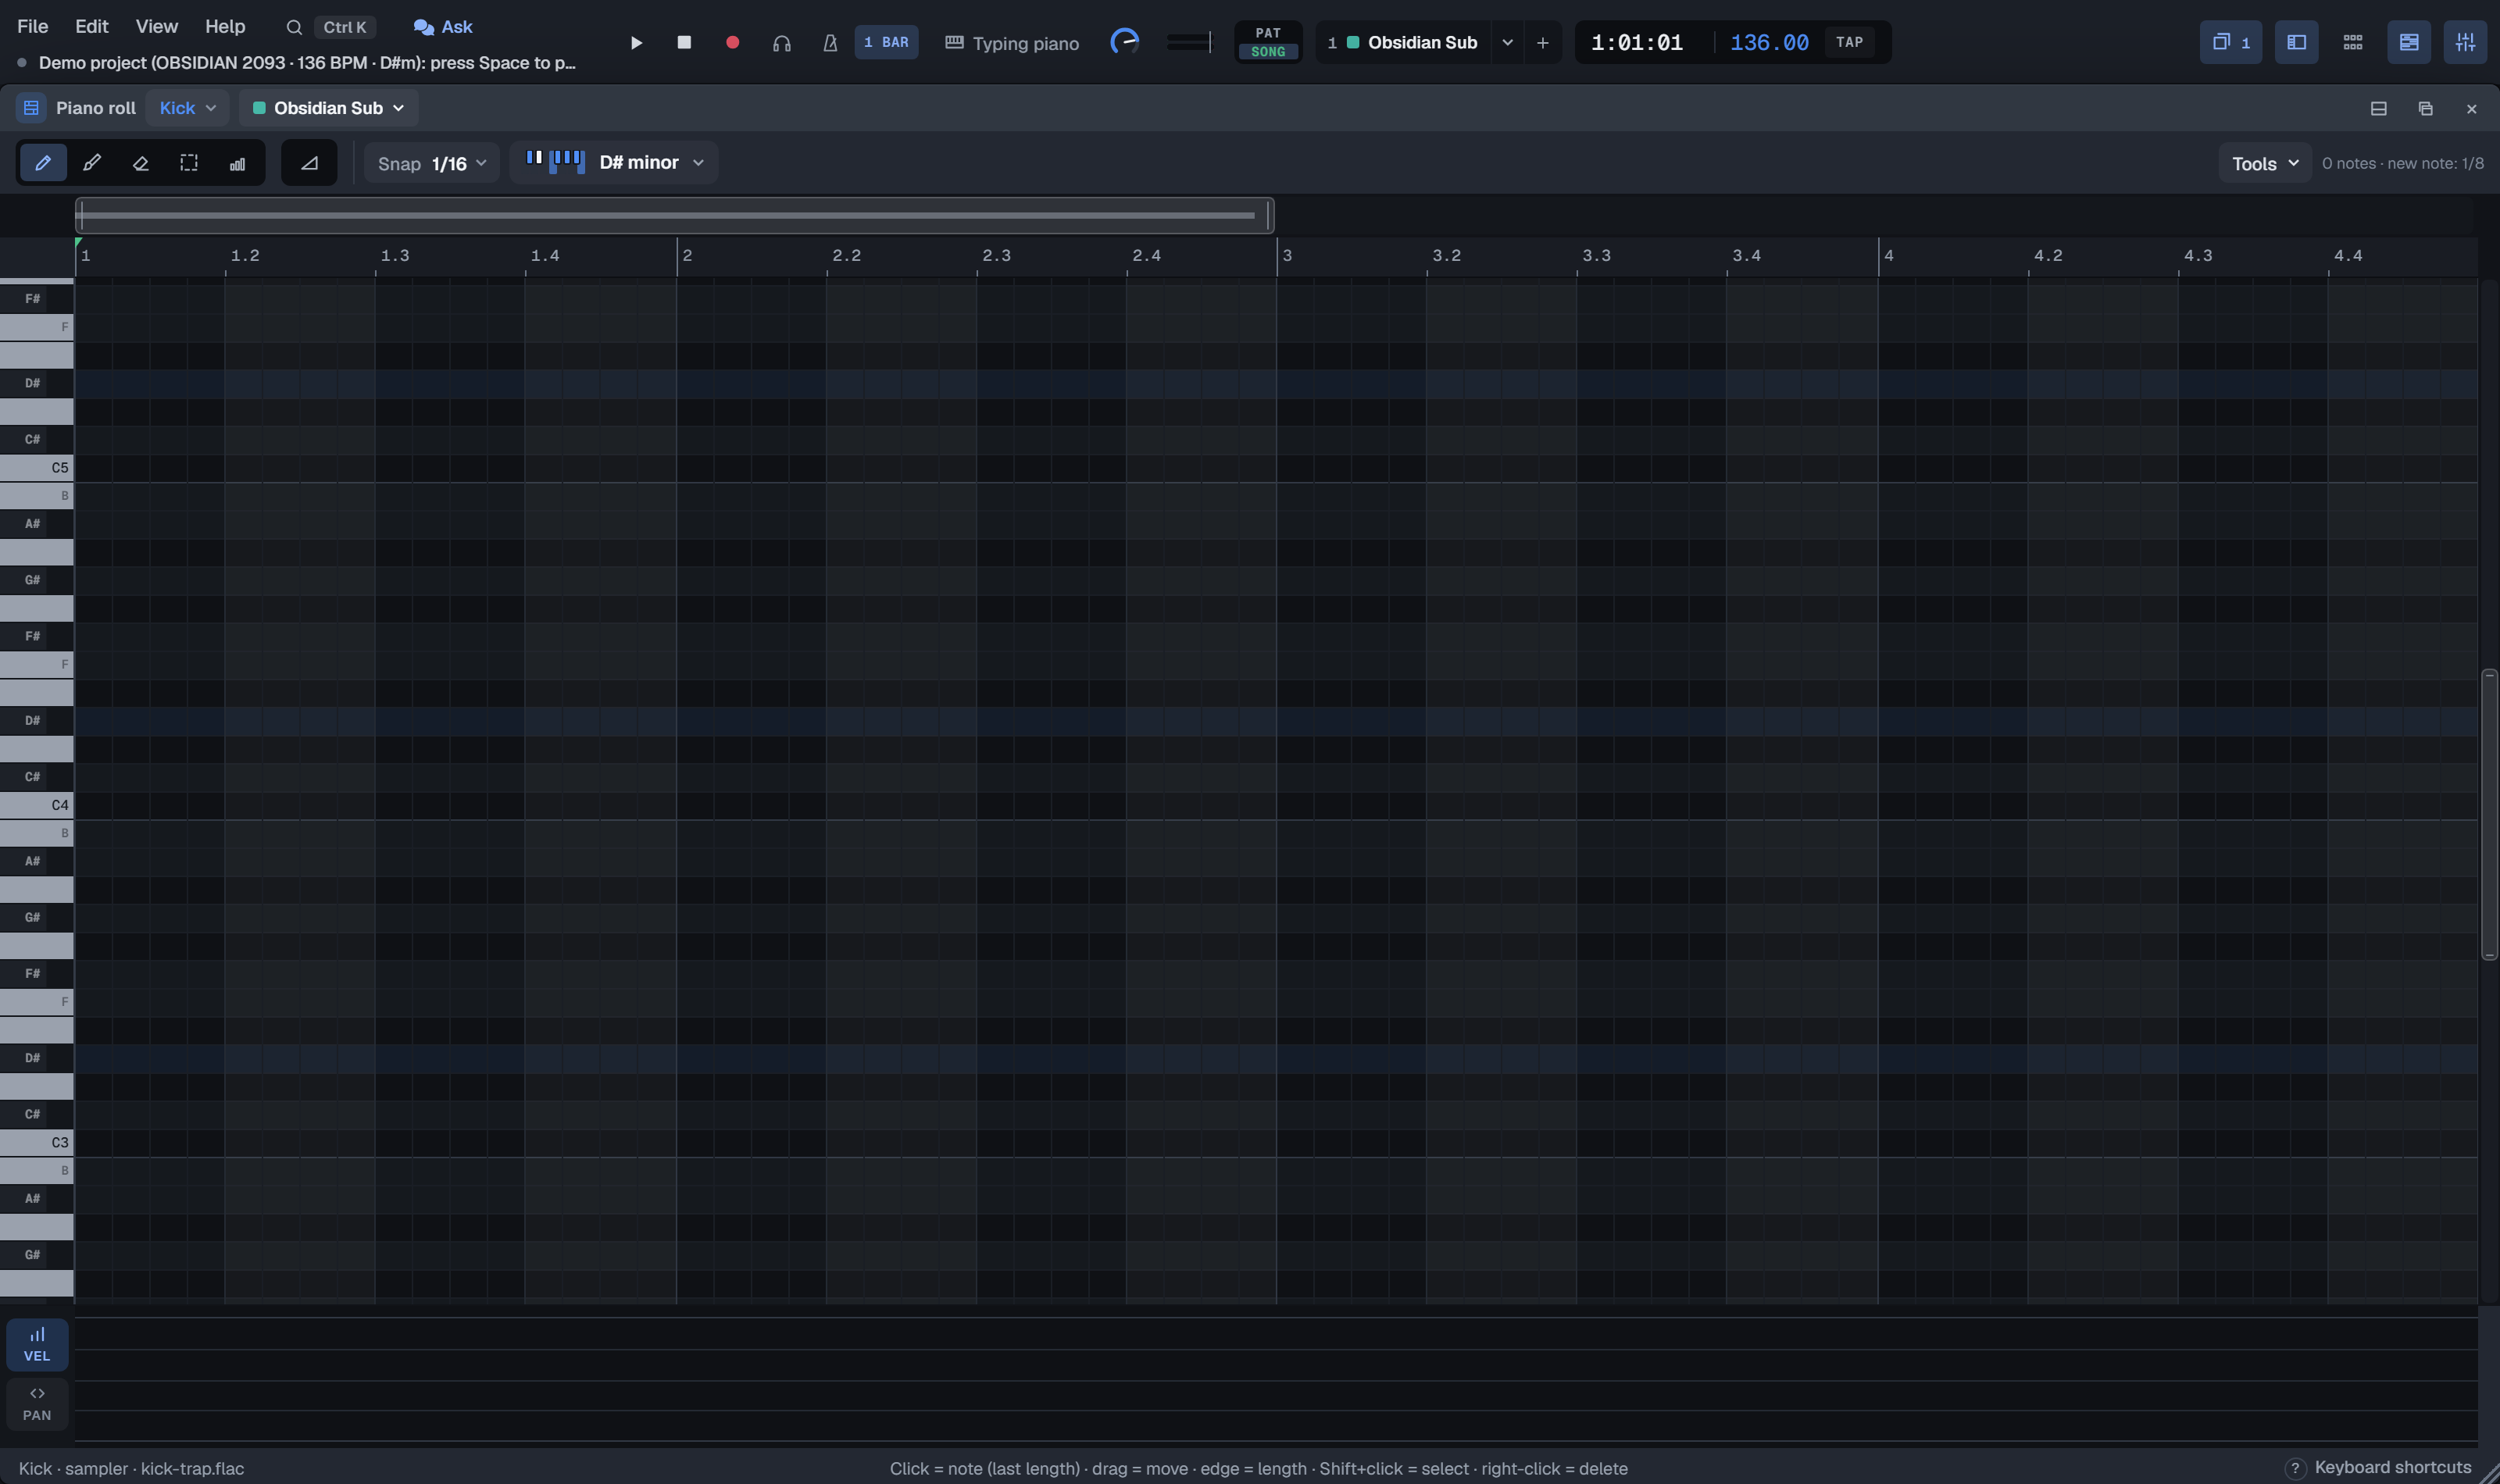 File Edit View Help Ctrl K Ask
Demo project (OBSIDIAN 2093 · 136 BPM · D#m): press Space to p...
1 BAR Typing piano PAT SONG 1 Obsidian Sub + 1:01:01 136.00 TAP 1
Piano roll Kick Obsidian Sub
Snap 1/16 D# minor Tools 0 notes · new note: 1/8
1 1.2 1.3 1.4 2 2.2 2.3 2.4 3 3.2 3.3 3.4 4 4.2 4.3 4.4
F#
F
D#
C#
C5
B
A#
G#
F#
F
D#
C#
C4
B
A#
G#
F#
F
D#
C#
C3
B
A#
G#
VEL
PAN
Kick · sampler · kick-trap.flac Click = note (last length) · drag = move · edge = length · Shift+click = select · right-click = delete ? Keyboard shortcuts